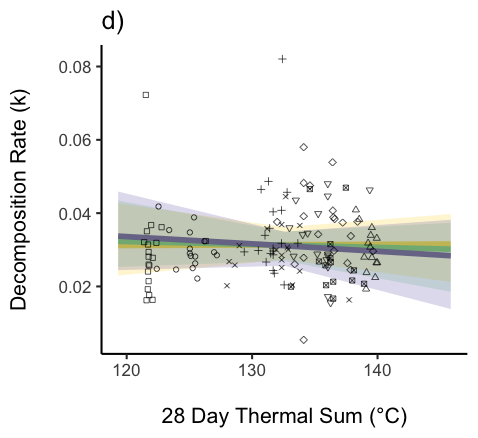 d)
0.08
0.06
0.04
0.02
Decomposition Rate (k)
120
130
140
28 Day Thermal Sum (°C)